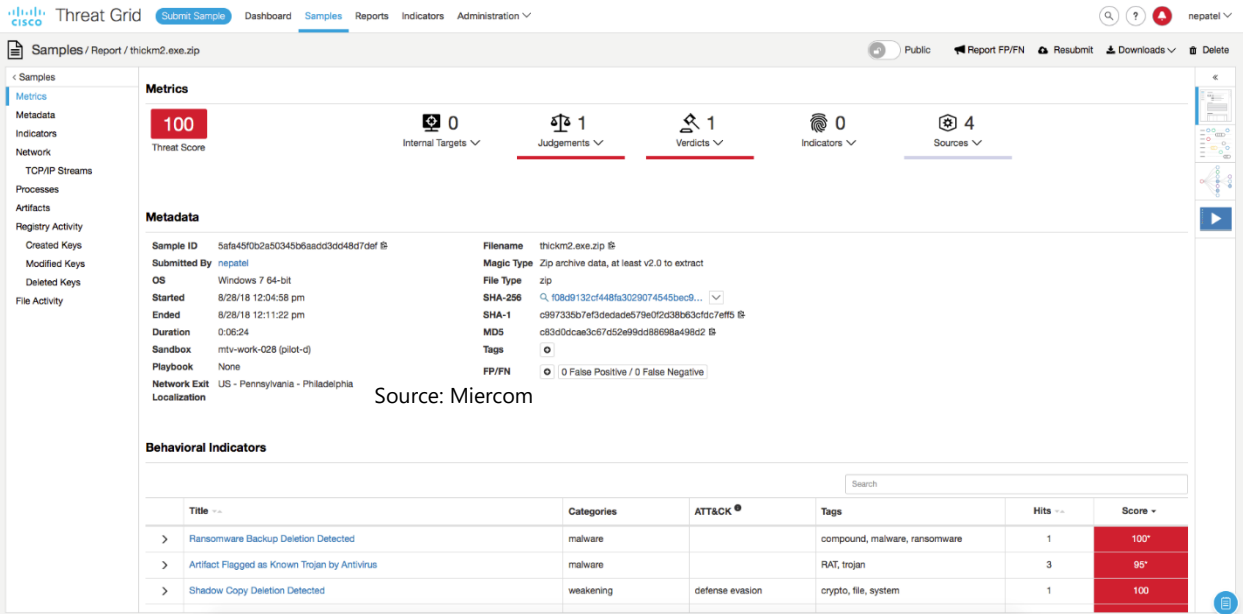 cisco Threat Grid Submit Sample Dashboard Samples Reports Indicators Administration ? nepatel
Samples / Report / thickm2.exe.zip Public Report FP/FN Resubmit Downloads Delete
< Samples
Metrics
Metadata
Indicators
Network
TCP/IP Streams
Processes
Artifacts
Registry Activity
Created Keys
Modified Keys
Deleted Keys
File Activity
Metrics
100 0 1 1 0 4
Threat Score Internal Targets Judgements Verdicts Indicators Sources
Metadata
Sample ID 5afa45f0b2a50345b6aadd3dd48d7def Filename thickm2.exe.zip
Submitted By nepatel Magic Type Zip archive data, at least v2.0 to extract
OS Windows 7 64-bit File Type zip
Started 8/28/18 12:04:58 pm SHA-256 f08d9132cf448fa3029074545bec9...
Ended 8/28/18 12:11:22 pm SHA-1 c997335b7ef3dedade579e0f2d38b63cfdc7eff5
Duration 0:06:24 MD5 c83d0dcae3c67d52e99dd88698a498d2
Sandbox mtv-work-028 (pilot-d) Tags
Playbook None FP/FN 0 False Positive / 0 False Negative
Network Exit US - Pennsylvania - Philadelphia
Localization
Source: Miercom
Behavioral Indicators
Search
Title Categories ATT&CK Tags Hits Score
> Ransomware Backup Deletion Detected malware compound, malware, ransomware 1 100*
> Artifact Flagged as Known Trojan by Antivirus malware RAT, trojan 3 95*
> Shadow Copy Deletion Detected weakening defense evasion crypto, file, system 1 100